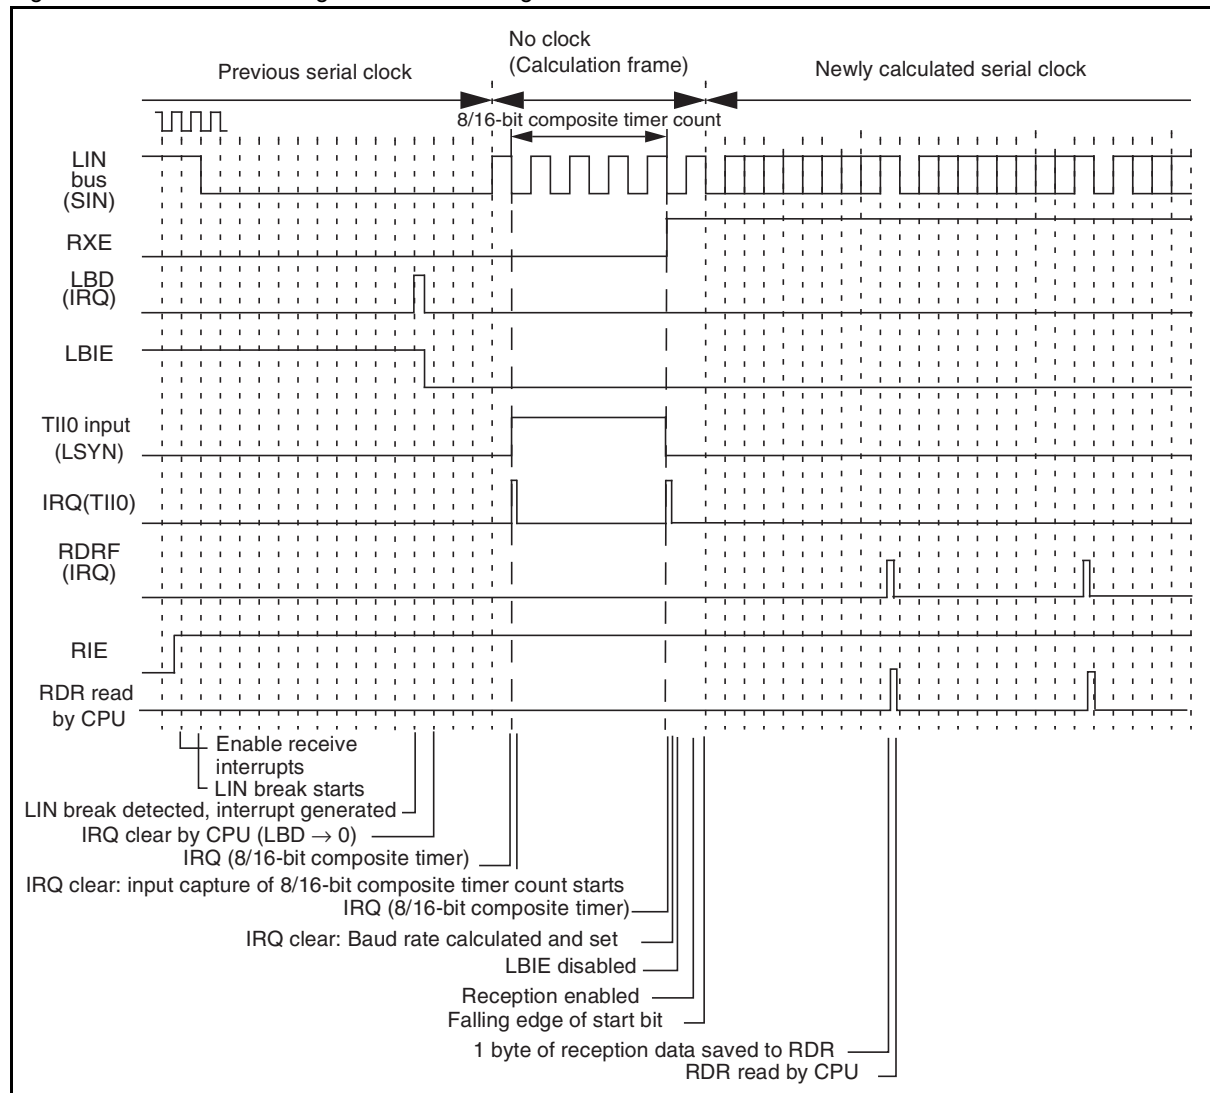 No clock
(Calculation frame)
Previous serial clock
Newly calculated serial clock
8/16-bit composite timer count
LIN
bus
(SIN)
RXE
LBD
(IRQ)
LBIE
TII0 input
(LSYN)
IRQ(TII0)
RDRF
(IRQ)
RIE
RDR read
by CPU
Enable receive
interrupts
LIN break starts
LIN break detected, interrupt generated
IRQ clear by CPU (LBD → 0)
IRQ (8/16-bit composite timer)
IRQ clear: input capture of 8/16-bit composite timer count starts
IRQ (8/16-bit composite timer)
IRQ clear: Baud rate calculated and set
LBIE disabled
Reception enabled
Falling edge of start bit
1 byte of reception data saved to RDR
RDR read by CPU